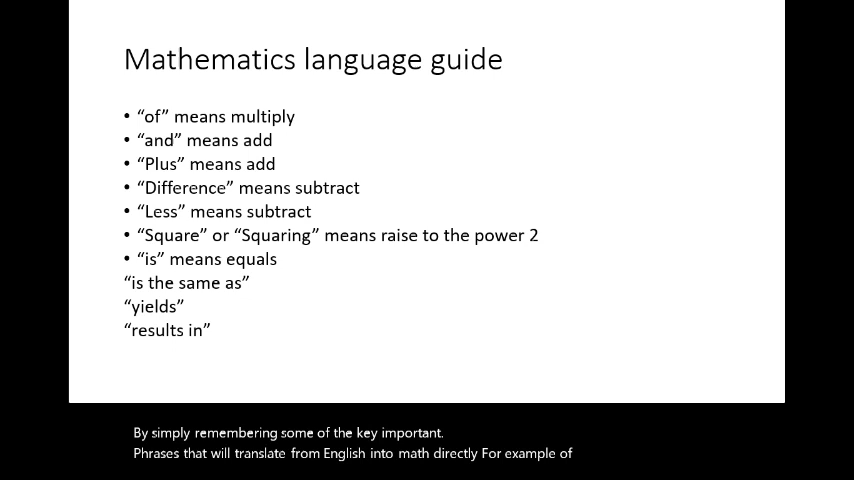 Mathematics language guide
• “of” means multiply
• “and” means add
• “Plus” means add
• “Difference” means subtract
• “Less” means subtract
• “Square” or “Squaring” means raise to the power 2
• “is” means equals
“is the same as”
“yields”
“results in”
By simply remembering some of the key important.
Phrases that will translate from English into math directly For example of